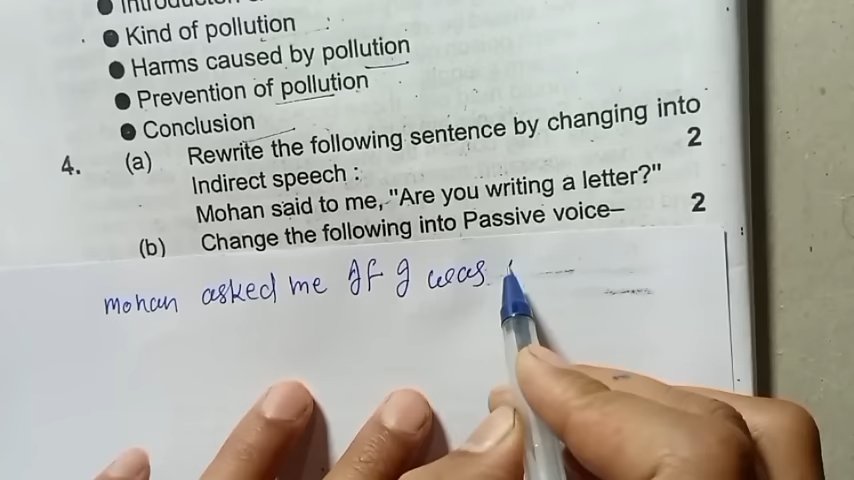 ● Kind of pollution
● Harms caused by pollution
● Prevention of pollution
● Conclusion
4. (a) Rewrite the following sentence by changing into
Indirect speech : 2
Mohan said to me, "Are you writing a letter?"
(b) Change the following into Passive voice– 2
Mohan asked me If I was